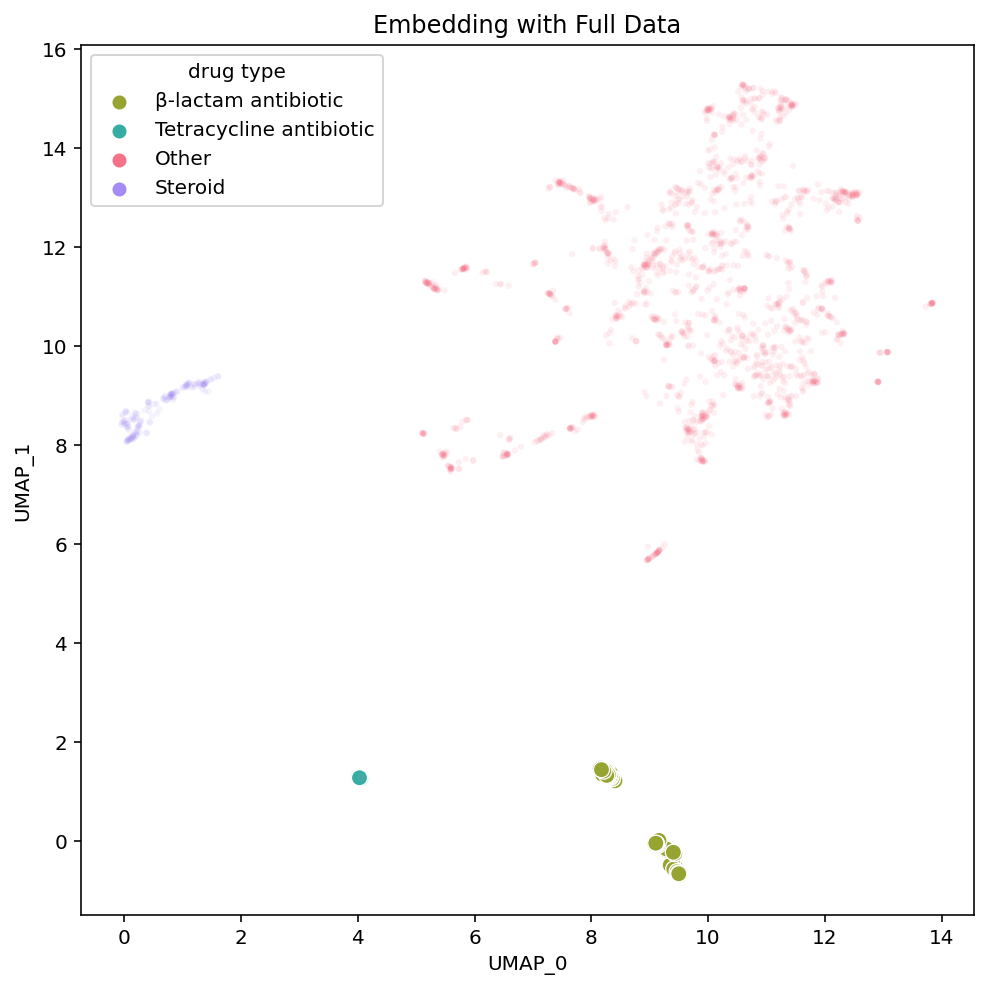 Embedding with Full Data
drug type
β-lactam antibiotic
Tetracycline antibiotic
Other
Steroid
16
14
12
10
8
6
4
2
0
UMAP_1
0 2 4 6 8 10 12 14
UMAP_0